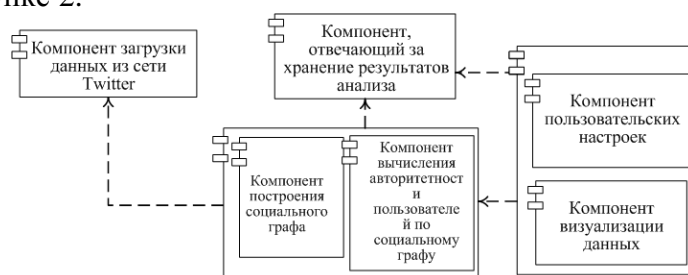 нке 2.
Компонент загрузки
данных из сети
Twitter
Компонент,
отвечающий за
хранение результатов
анализа
Компонент
пользовательских
настроек
Компонент
построения
социального
графа
Компонент
вычисления
авторитетност
и
пользователе
й по
социальному
графу
Компонент
визуализации
данных